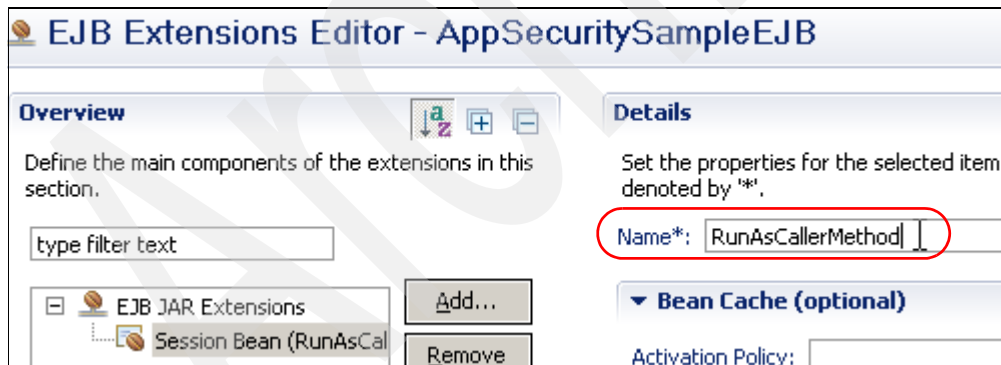 EJB Extensions Editor - AppSecuritySampleEJB
Overview
Define the main components of the extensions in this
section.
type filter text
EJB JAR Extensions
Session Bean (RunAsCal
Add...
Remove
Details
Set the properties for the selected item
denoted by '*'.
Name*: RunAsCallerMethod
Bean Cache (optional)
Activation Policy: